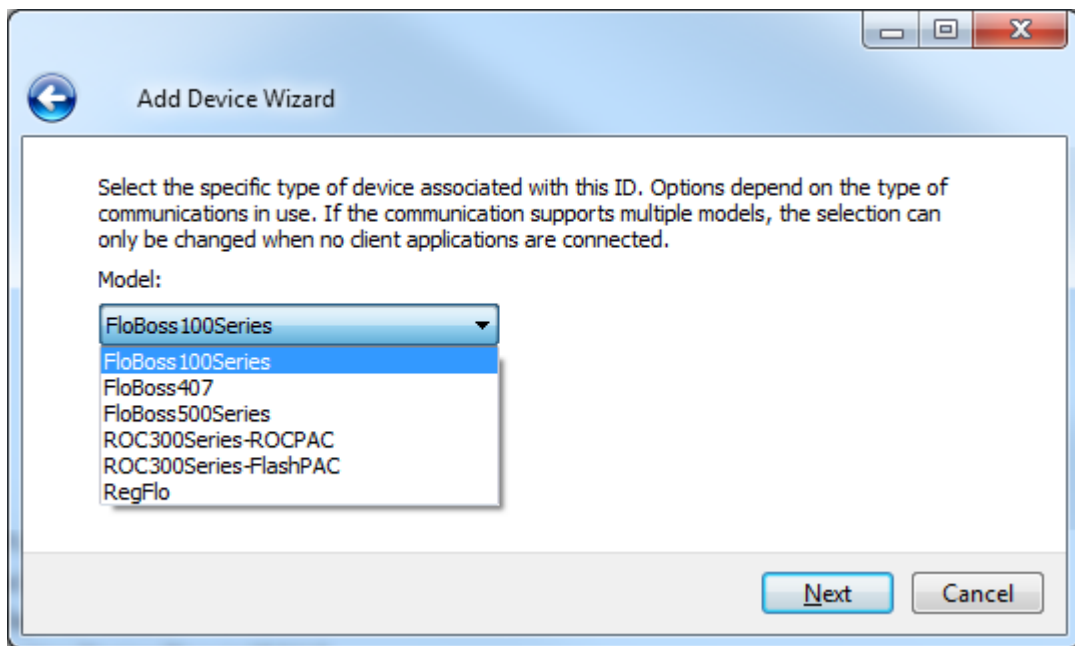 Add Device Wizard
Select the specific type of device associated with this ID. Options depend on the type of
communications in use. If the communication supports multiple models, the selection can
only be changed when no client applications are connected.
Model:
FloBoss100Series
FloBoss100Series
FloBoss407
FloBoss500Series
ROC300Series-ROCPAC
ROC300Series-FlashPAC
RegFlo
Next Cancel